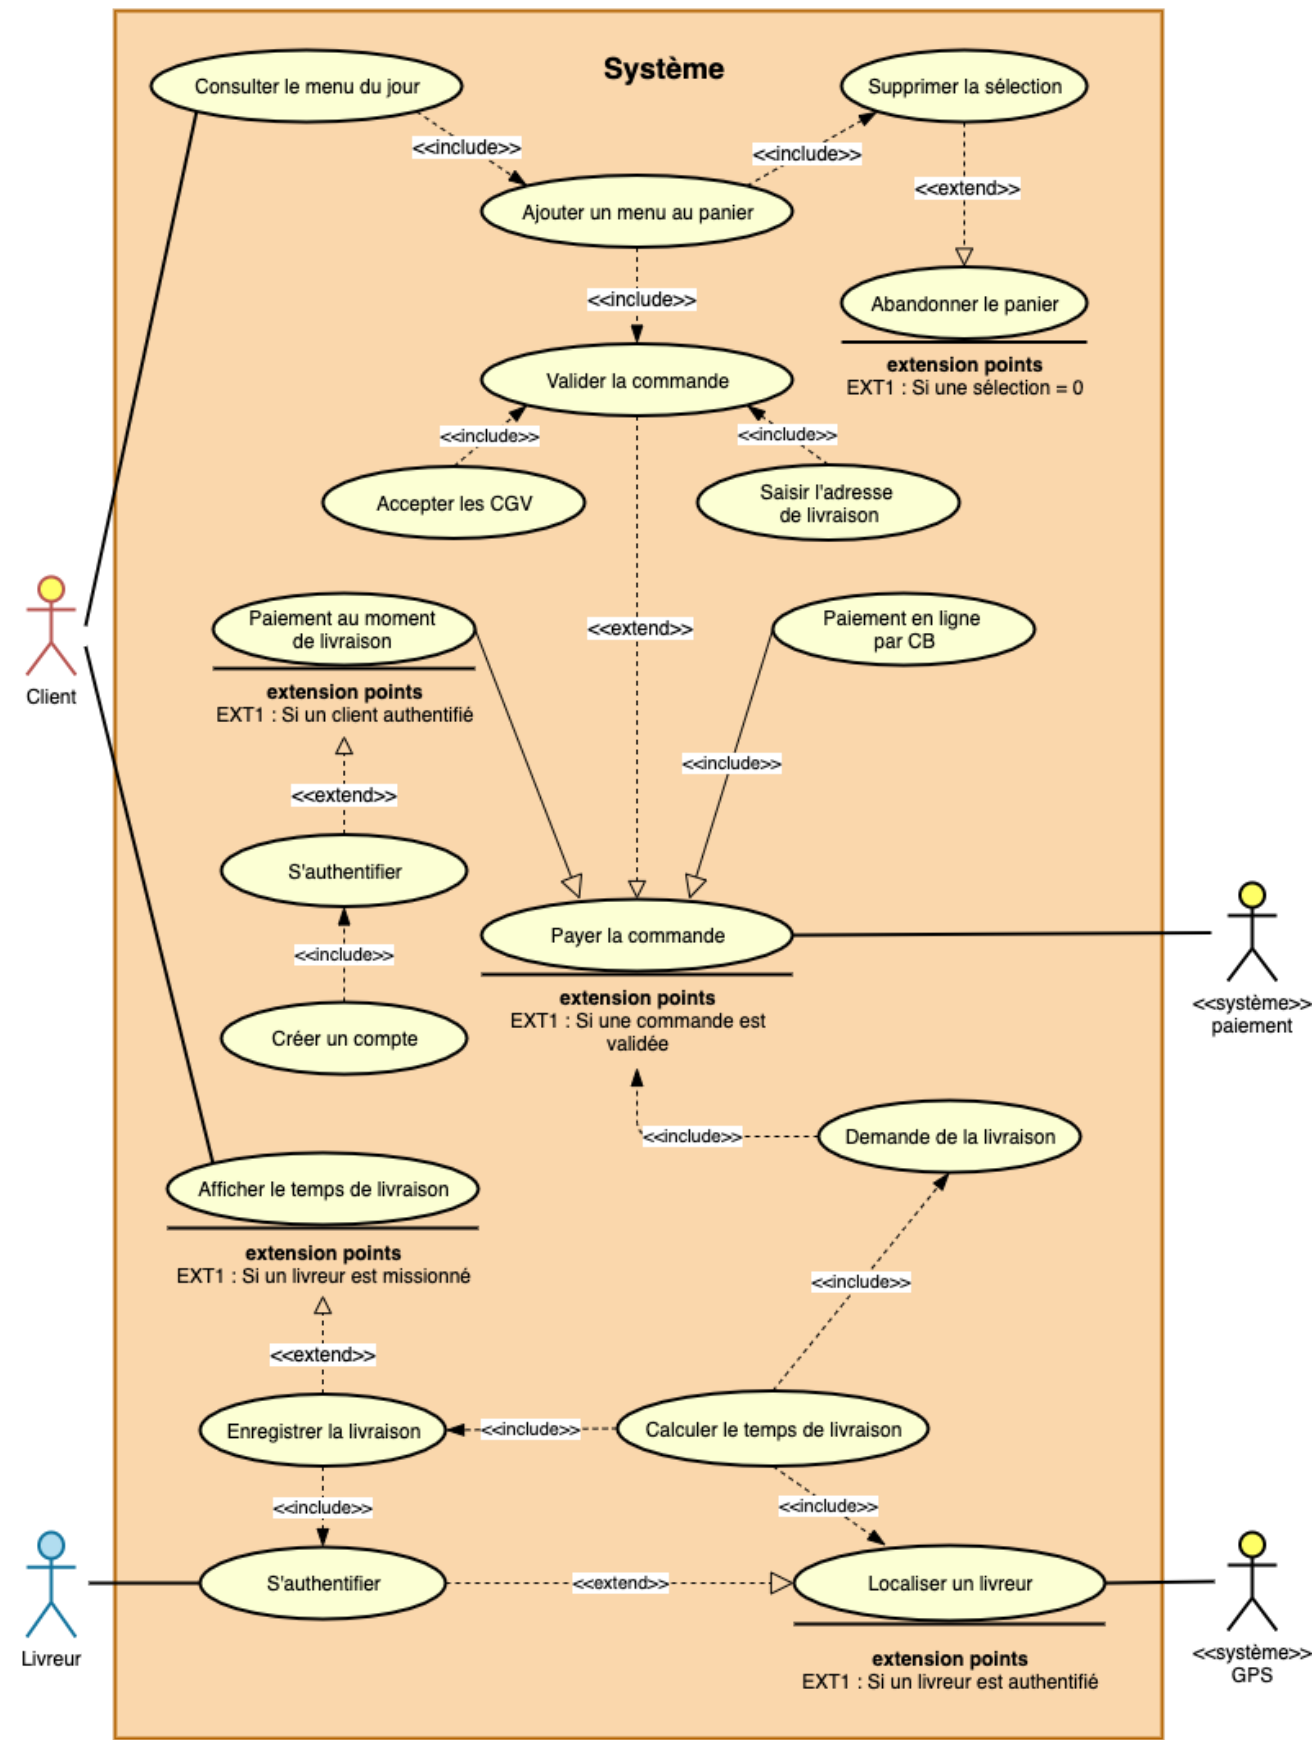 Système
Consulter le menu du jour
Supprimer la sélection
<<include>>
<<include>>
<<extend>>
Ajouter un menu au panier
<<include>>
Abandonner le panier
extension points
EXT1 : Si une sélection = 0
Valider la commande
<<include>>
<<include>>
Accepter les CGV
Saisir l'adresse
de livraison
Paiement au moment
de livraison
<<extend>>
Paiement en ligne
par CB
extension points
EXT1 : Si un client authentifié
Client
<<include>>
<<extend>>
S'authentifier
Payer la commande
<<include>>
extension points
EXT1 : Si une commande est
validée
<<système>>
paiement
Créer un compte
<<include>>
Demande de la livraison
Afficher le temps de livraison
extension points
EXT1 : Si un livreur est missionné
<<include>>
<<extend>>
Enregistrer la livraison
<<include>>
Calculer le temps de livraison
<<include>>
<<include>>
S'authentifier
<<extend>>
Localiser un livreur
Livreur
extension points
EXT1 : Si un livreur est authentifié
<<système>>
GPS